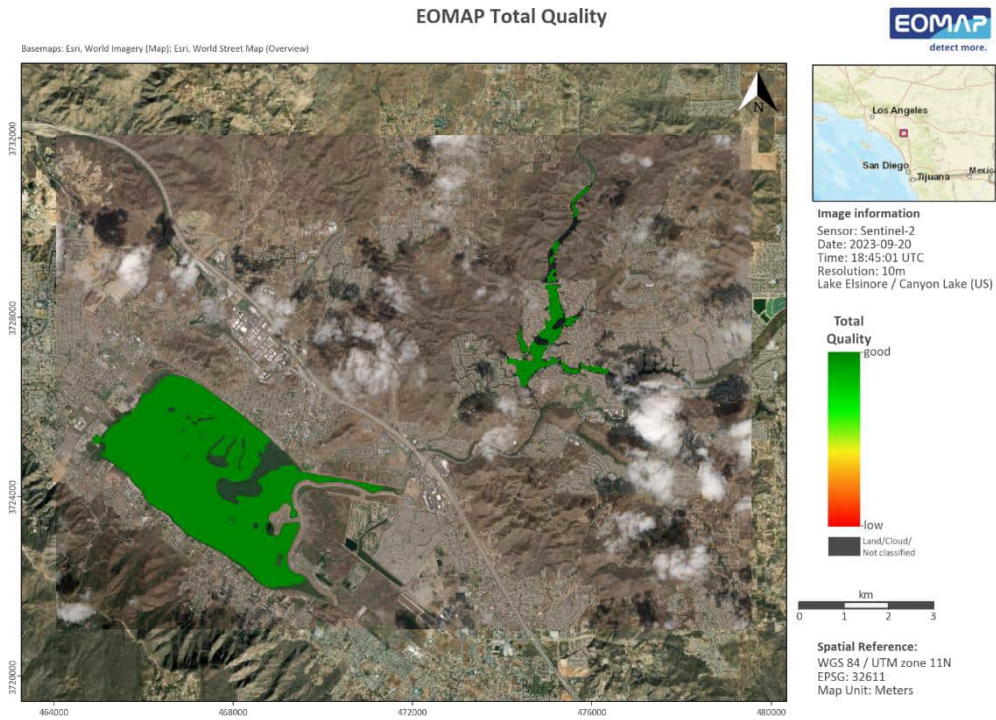 EOMAP Total Quality
EOMAP
detect more.
Basemaps: Esri, World Imagery (Map); Esri, World Street Map (Overview)
N
3732000
3728000
3724000
3720000
464000
468000
472000
476000
480000
Los Angeles
San Diego
Tijuana
Mexic
Image information
Sensor: Sentinel-2
Date: 2023-09-20
Time: 18:45:01 UTC
Resolution: 10m
Lake Elsinore / Canyon Lake (US)
Total
Quality
good
low
Land/Cloud/
Not classified
km
0 1 2 3
Spatial Reference:
WGS 84 / UTM zone 11N
EPSG: 32611
Map Unit: Meters